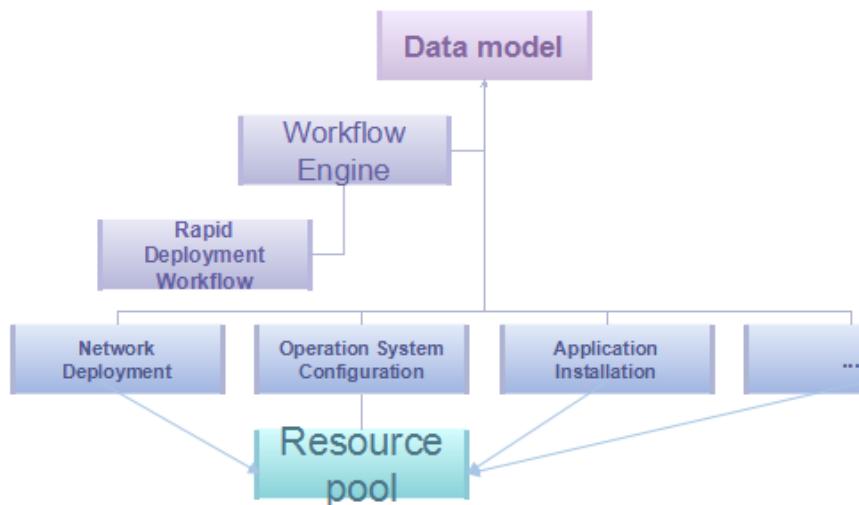 Data model
Workflow
Engine
Rapid
Deployment
Workflow
Network
Deployment
Operation System
Configuration
Application
Installation
...
Resource
pool